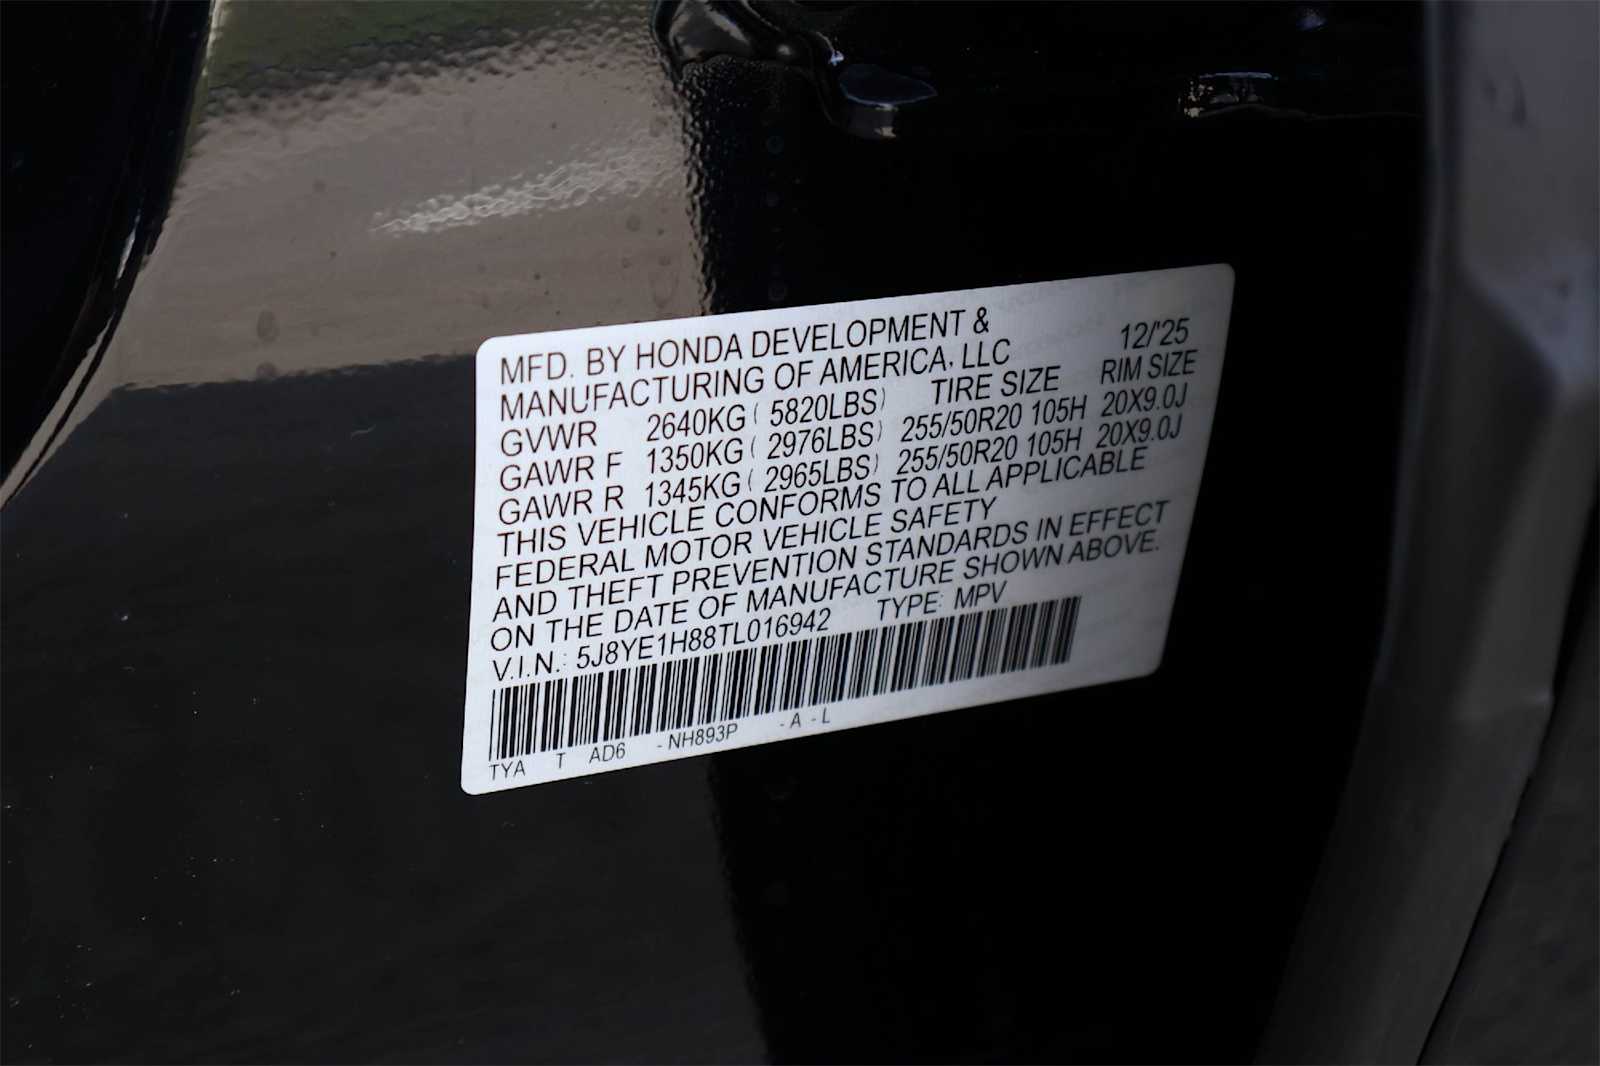 MFD. BY HONDA DEVELOPMENT &
MANUFACTURING OF AMERICA, LLC 12/'25
TIRE SIZE RIM SIZE
GVWR 2640KG ( 5820LBS)
GAWR F 1350KG ( 2976LBS) 255/50R20 105H 20X9.0J
GAWR R 1345KG ( 2965LBS) 255/50R20 105H 20X9.0J
THIS VEHICLE CONFORMS TO ALL APPLICABLE
FEDERAL MOTOR VEHICLE SAFETY
AND THEFT PREVENTION STANDARDS IN EFFECT
ON THE DATE OF MANUFACTURE SHOWN ABOVE.
V.I.N.: 5J8YE1H88TL016942 TYPE: MPV
TYA T AD6 - NH893P - A - L